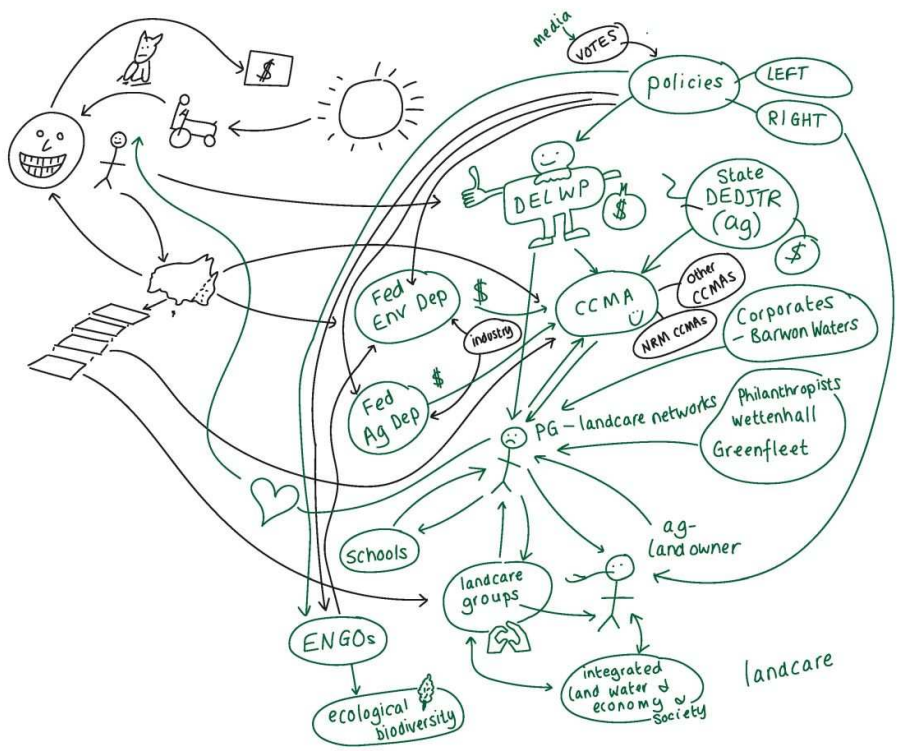 media
VOTES
policies
LEFT
RIGHT
$
DELWP
$
State
DEDJTR
(ag)
$
Fed
Env Dep
$
CCMA
Other
CCMAs
NRM CCMAs
industry
Corporates
- Barwon Waters
Fed
Ag Dep
$
PG - landcare networks
Philanthropists
Wettenhall
Greenfleet
schools
ag-
landowner
landcare
groups
ENGOs
ecological
biodiversity
integrated
land water &
economy &
Society
landcare